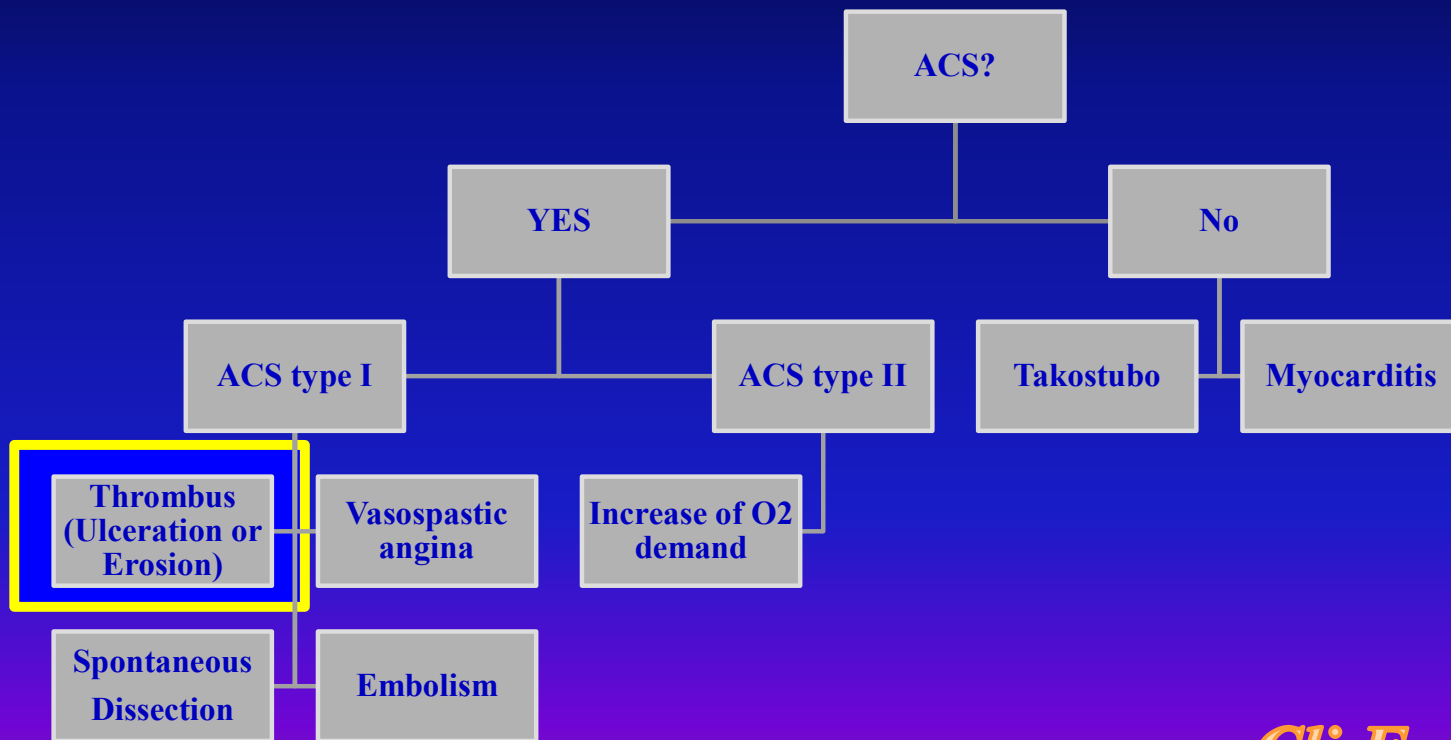 ACS?
YES
No
ACS type I
ACS type II
Takostubo
Myocarditis
Thrombus
(Ulceration or
Erosion)
Vasospastic
angina
Increase of O2
demand
Spontaneous
Dissection
Embolism